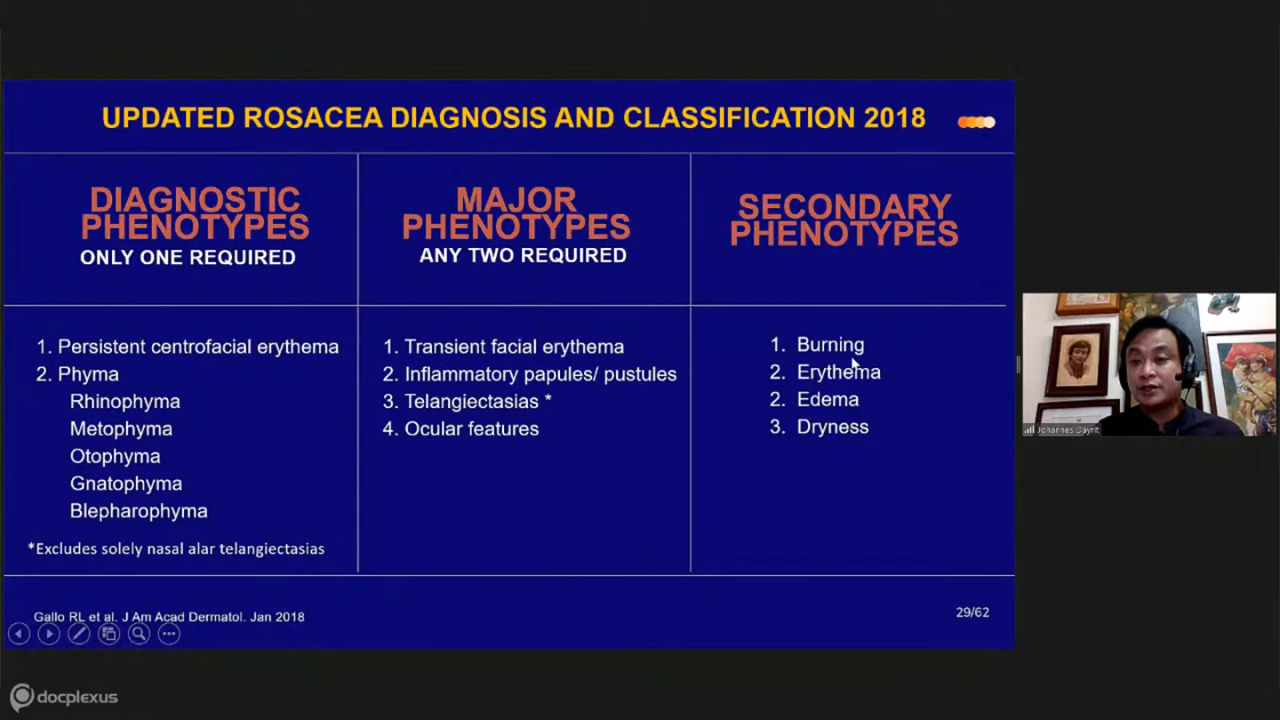 UPDATED ROSACEA DIAGNOSIS AND CLASSIFICATION 2018
DIAGNOSTIC
PHENOTYPES
ONLY ONE REQUIRED
1. Persistent centrofacial erythema
2. Phyma
Rhinophyma
Metophyma
Otophyma
Gnatophyma
Blepharophyma
*Excludes solely nasal alar telangiectasias
MAJOR
PHENOTYPES
ANY TWO REQUIRED
1. Transient facial erythema
2. Inflammatory papules/ pustules
3. Telangiectasias *
4. Ocular features
SECONDARY
PHENOTYPES
1. Burning
2. Erythema
2. Edema
3. Dryness
Gallo RL et al. J Am Acad Dermatol. Jan 2018
29/62
Johannes Dayrit
docplexus